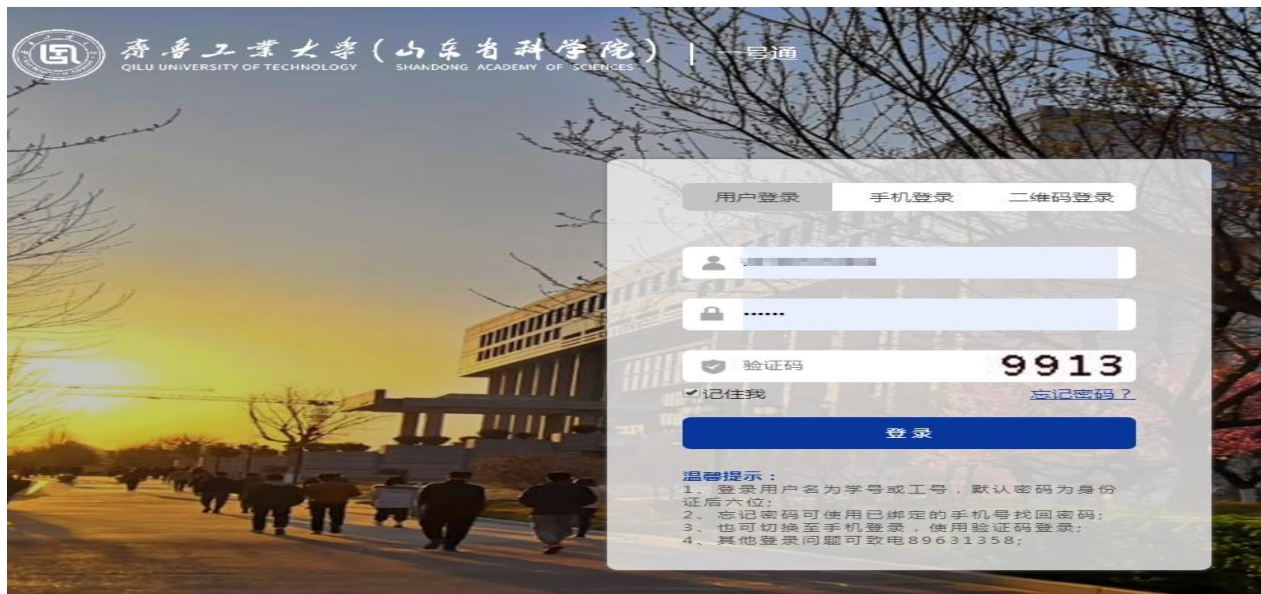 齊魯工業大學(山东省科学院) | 一号通
QILU UNIVERSITY OF TECHNOLOGY SHANDONG ACADEMY OF SCIENCES
用户登录 手机登录 二维码登录
······
验证码 9913
记住我 忘记密码？
登 录
温馨提示：
1、登录用户名为学号或工号，默认密码为身份
证后六位;
2、忘记密码可使用已绑定的手机号找回密码;
3、也可切换至手机登录，使用验证码登录;
4、其他登录问题可致电89631358;